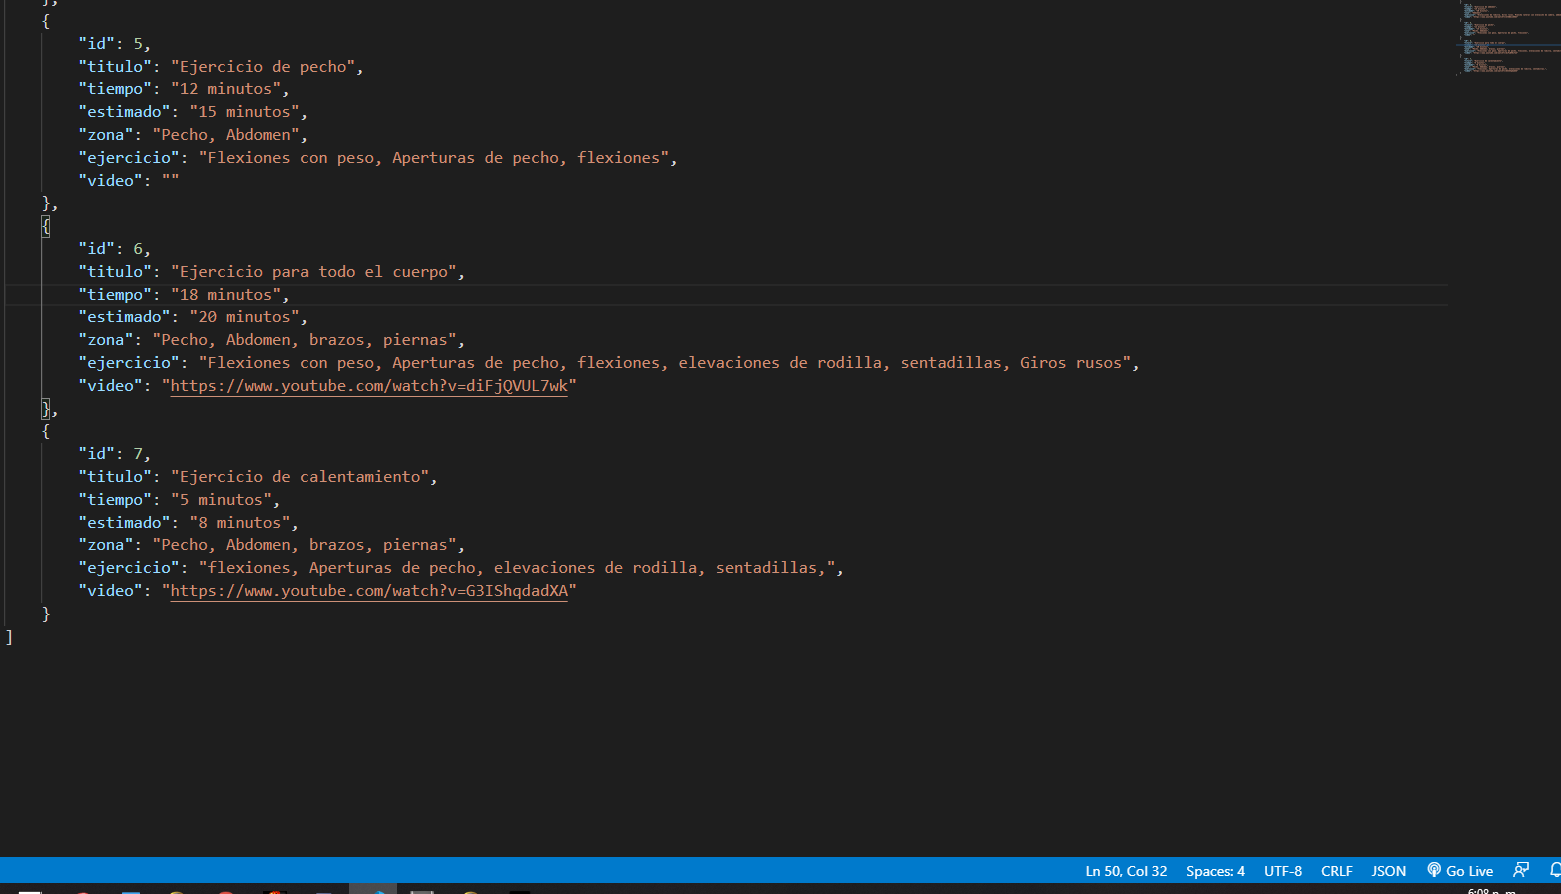 },
{
"id": 5,
"titulo": "Ejercicio de pecho",
"tiempo": "12 minutos",
"estimado": "15 minutos",
"zona": "Pecho, Abdomen",
"ejercicio": "Flexiones con peso, Aperturas de pecho, flexiones",
"video": ""
},
{
"id": 6,
"titulo": "Ejercicio para todo el cuerpo",
"tiempo": "18 minutos",
"estimado": "20 minutos",
"zona": "Pecho, Abdomen, brazos, piernas",
"ejercicio": "Flexiones con peso, Aperturas de pecho, flexiones, elevaciones de rodilla, sentadillas, Giros rusos",
"video": "https://www.youtube.com/watch?v=diFjQVUL7wk"
},
{
"id": 7,
"titulo": "Ejercicio de calentamiento",
"tiempo": "5 minutos",
"estimado": "8 minutos",
"zona": "Pecho, Abdomen, brazos, piernas",
"ejercicio": "flexiones, Aperturas de pecho, elevaciones de rodilla, sentadillas,",
"video": "https://www.youtube.com/watch?v=G3IShqdadXA"
}
]
Ln 50, Col 32 Spaces: 4 UTF-8 CRLF JSON Go Live
6:08 p. m.